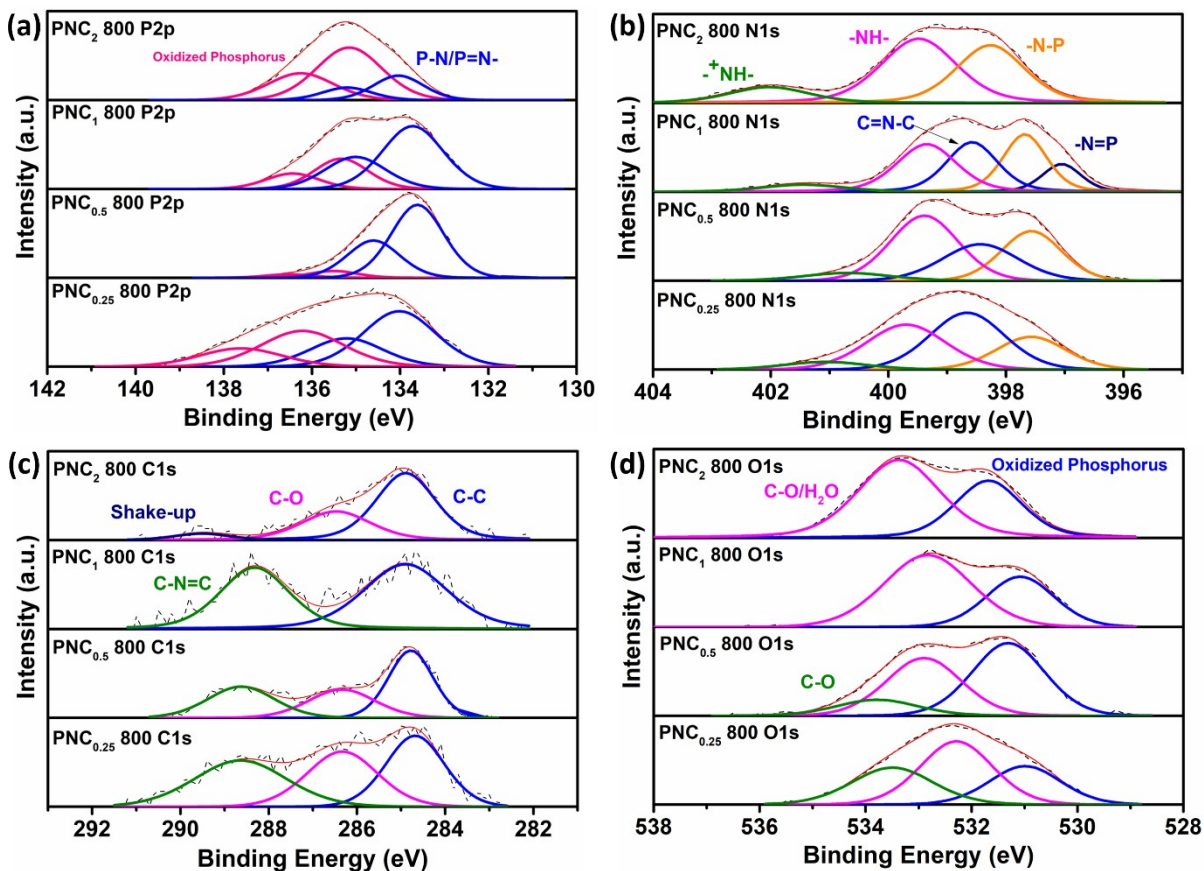 (a)
PNC2 800 P2p
Oxidized Phosphorus
P-N/P=N-
PNC1 800 P2p
PNC0.5 800 P2p
PNC0.25 800 P2p
Intensity (a.u.)
142 140 138 136 134 132 130
Binding Energy (eV)
(b)
PNC2 800 N1s
-NH-
-N-P
-+NH-
PNC1 800 N1s
C=N-C
-N=P
PNC0.5 800 N1s
PNC0.25 800 N1s
Intensity (a.u.)
404 402 400 398 396
Binding Energy (eV)
(c)
PNC2 800 C1s
Shake-up
C-O
C-C
PNC1 800 C1s
C-N=C
PNC0.5 800 C1s
PNC0.25 800 C1s
Intensity (a.u.)
292 290 288 286 284 282
Binding Energy (eV)
(d)
PNC2 800 O1s
Oxidized Phosphorus
C-O/H2O
PNC1 800 O1s
PNC0.5 800 O1s
C-O
PNC0.25 800 O1s
Intensity (a.u.)
538 536 534 532 530 528
Binding Energy (eV)